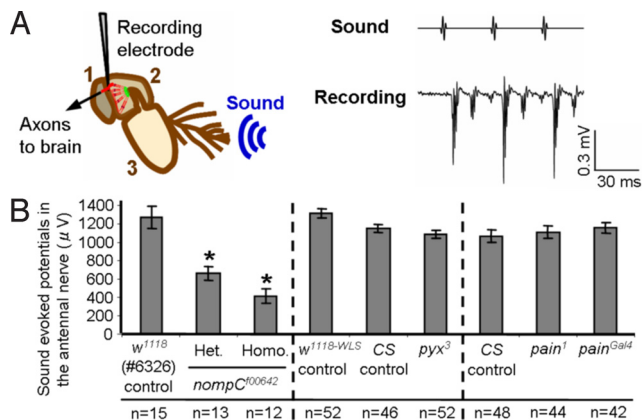 A
Recording
electrode
1
2
3
Axons
to brain
Sound
Sound
Recording
0.3 mV
30 ms
B
Sound evoked potentials in
the antennal nerve (μV)
1400
1200
1000
800
600
400
200
0
*
*
w1118
(#6326)
control
Het.
Homo.
nompCf00642
w1118-WLS
control
CS
control
pyx3
CS
control
pain1
painGal4
n=15
n=13
n=12
n=52
n=46
n=52
n=48
n=44
n=42